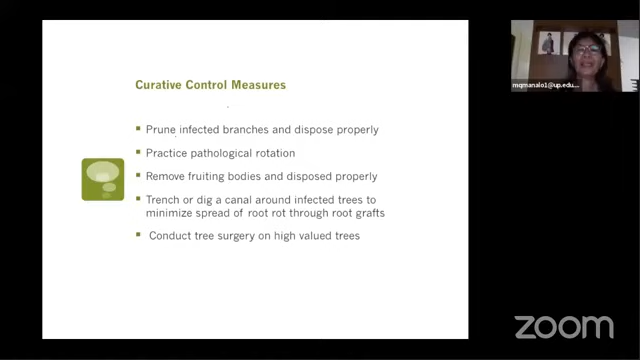 Curative Control Measures
Prune infected branches and dispose properly
Practice pathological rotation
Remove fruiting bodies and disposed properly
Trench or dig a canal around infected trees to
minimize spread of root rot through root grafts
Conduct tree surgery on high valued trees
mqmanalo1@up.edu...
zoom